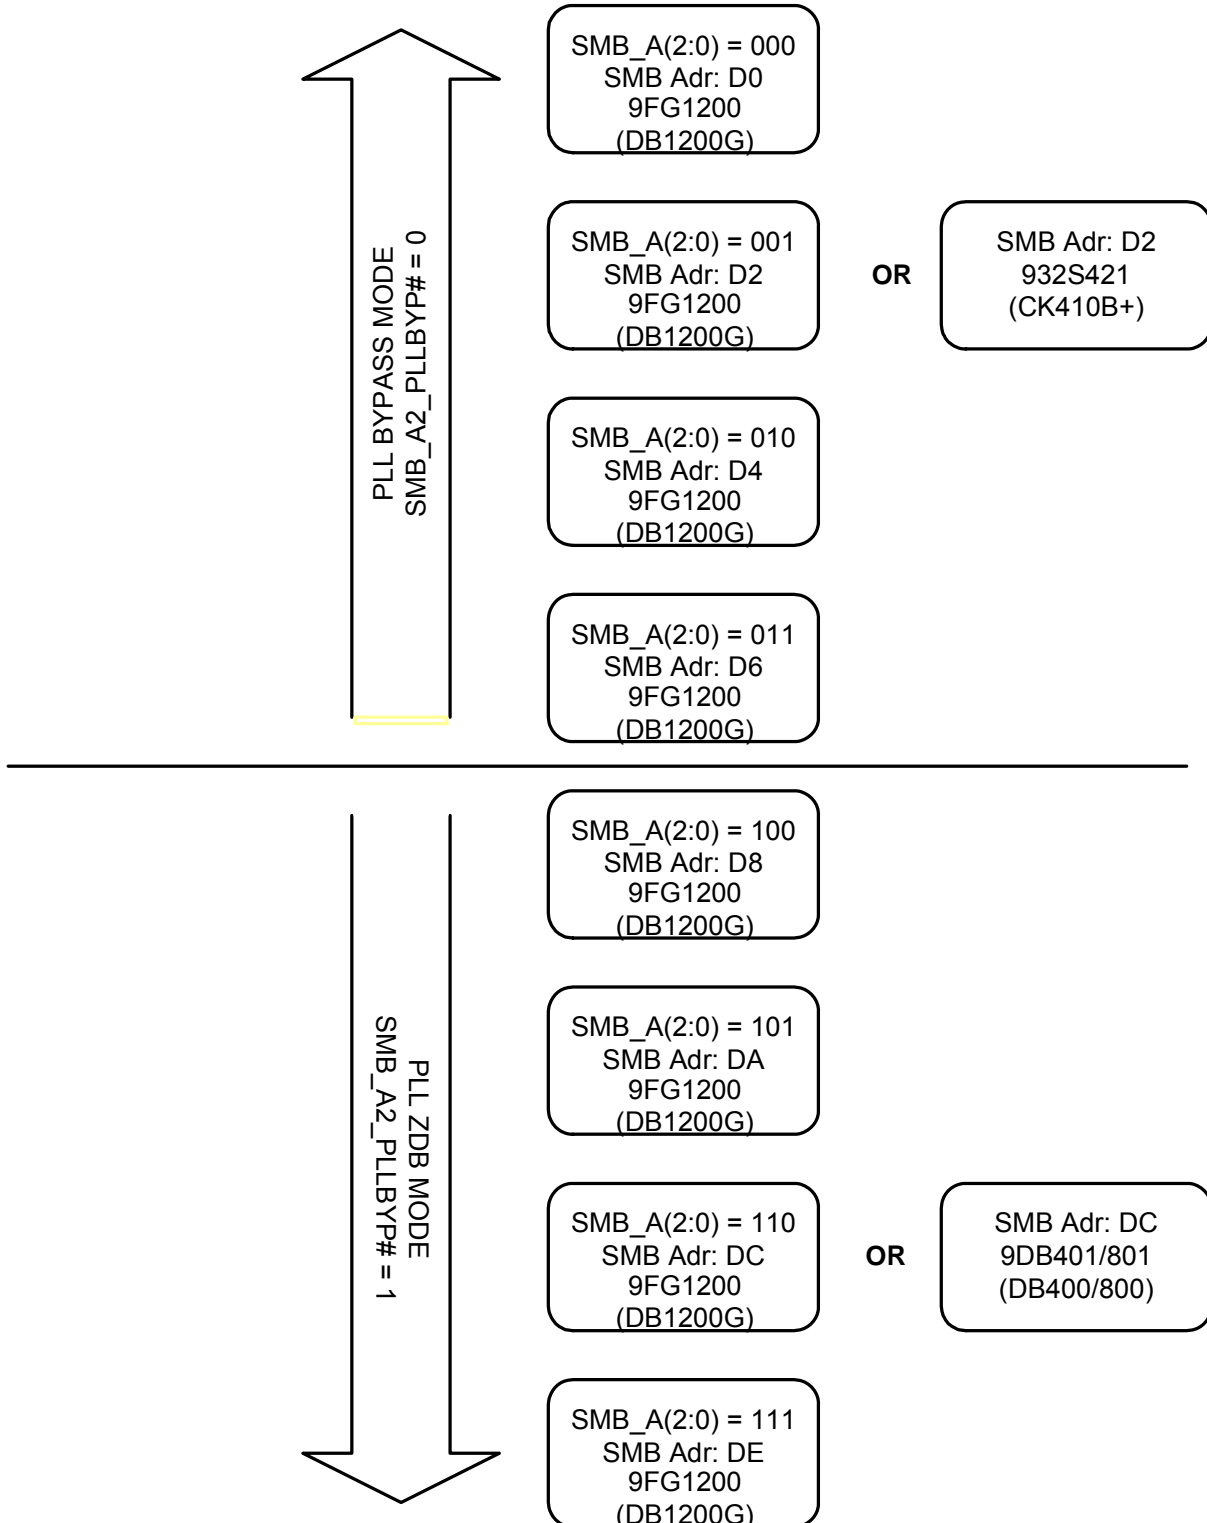 SMB_A(2:0) = 000
SMB Adr: D0
9FG1200
(DB1200G)
PLL BYPASS MODE
SMB_A2_PLLBYP# = 0
SMB_A(2:0) = 001
SMB Adr: D2
9FG1200
(DB1200G)
OR
SMB Adr: D2
932S421
(CK410B+)
SMB_A(2:0) = 010
SMB Adr: D4
9FG1200
(DB1200G)
SMB_A(2:0) = 011
SMB Adr: D6
9FG1200
(DB1200G)
SMB_A(2:0) = 100
SMB Adr: D8
9FG1200
(DB1200G)
PLL ZDB MODE
SMB_A2_PLLBYP# = 1
SMB_A(2:0) = 101
SMB Adr: DA
9FG1200
(DB1200G)
SMB_A(2:0) = 110
SMB Adr: DC
9FG1200
(DB1200G)
OR
SMB Adr: DC
9DB401/801
(DB400/800)
SMB_A(2:0) = 111
SMB Adr: DE
9FG1200
(DB1200G)